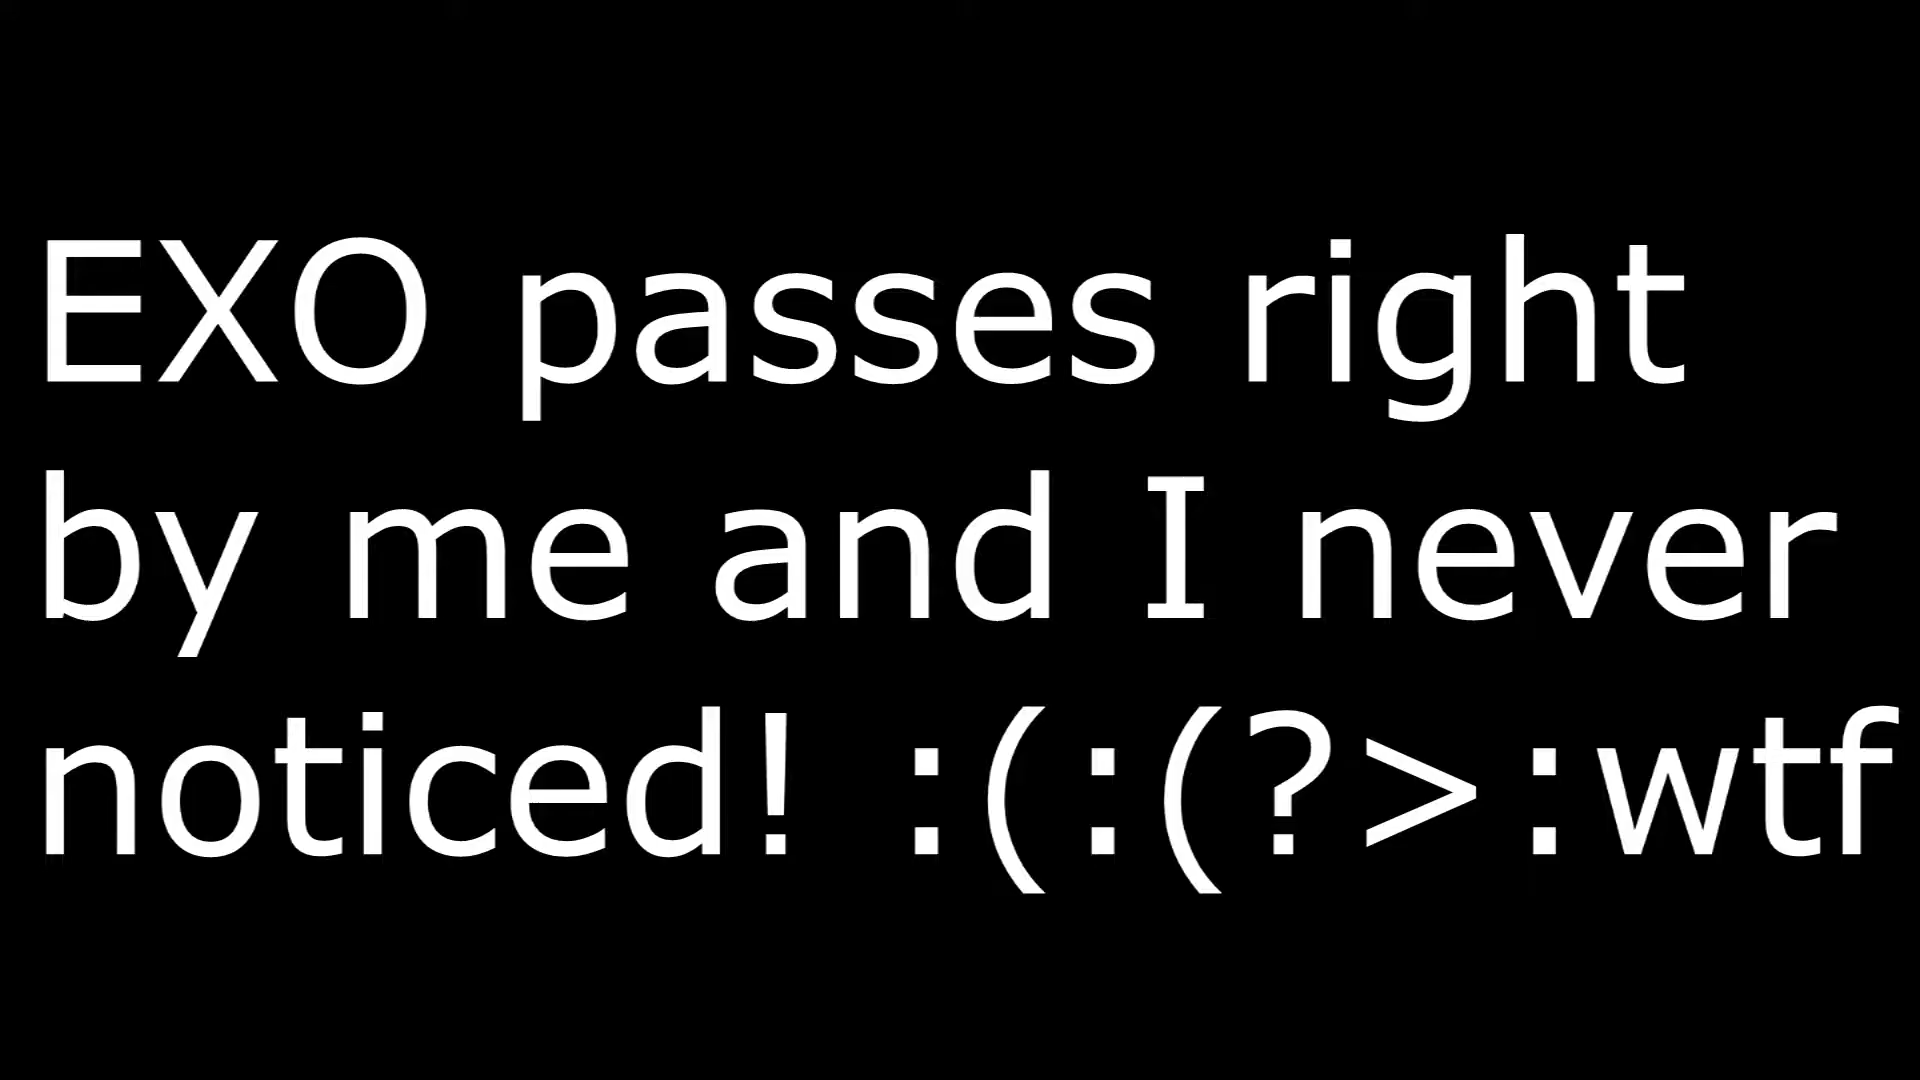 EXO passes right
by me and I never
noticed! :(:(?>:wtf